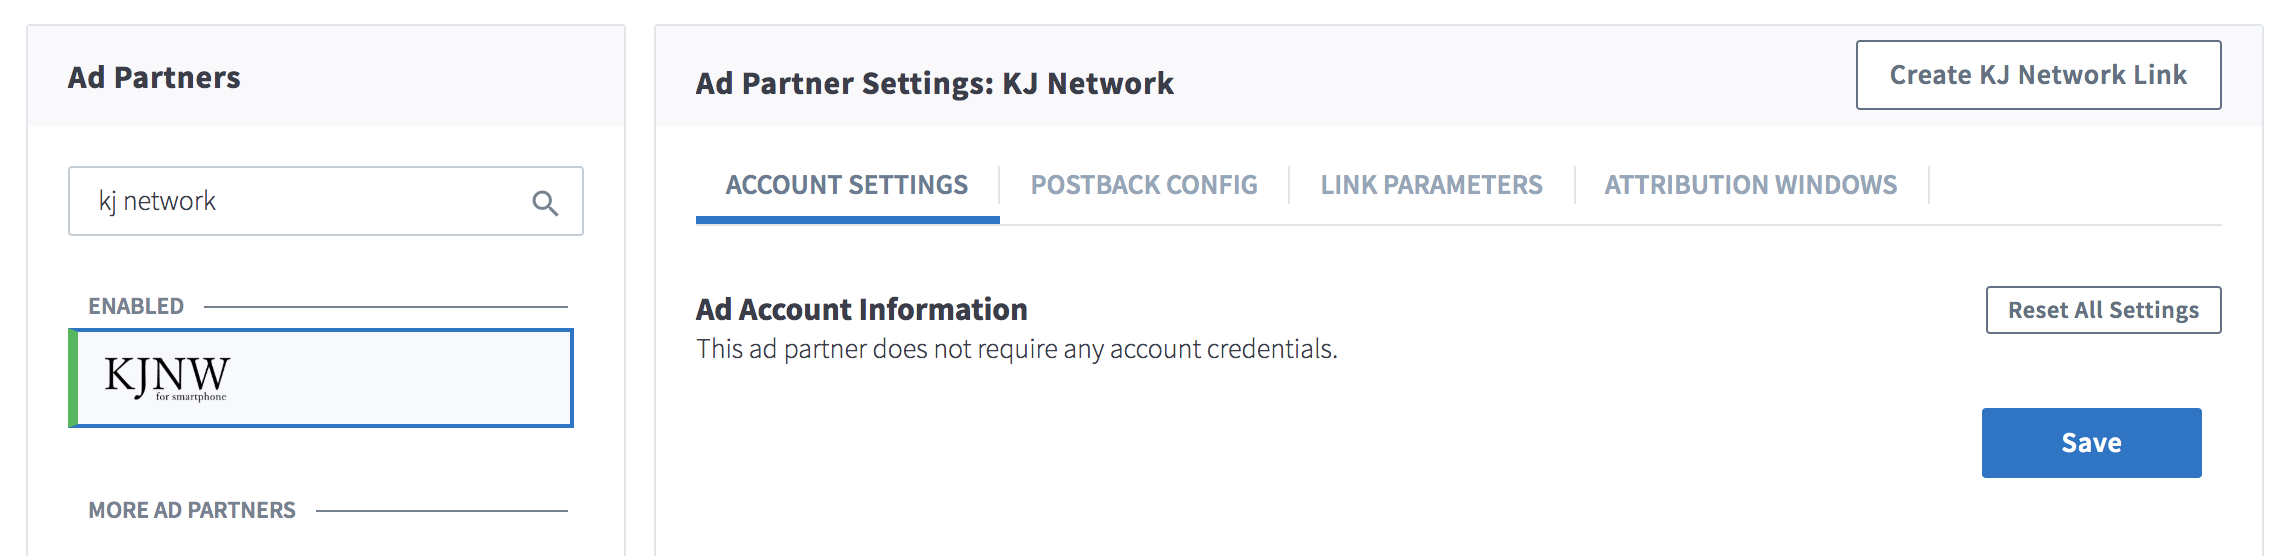 Ad Partners
kj network
ENABLED
KJNW
for smartphone
MORE AD PARTNERS
Ad Partner Settings: KJ Network
Create KJ Network Link
ACCOUNT SETTINGS
POSTBACK CONFIG
LINK PARAMETERS
ATTRIBUTION WINDOWS
Ad Account Information
Reset All Settings
This ad partner does not require any account credentials.
Save